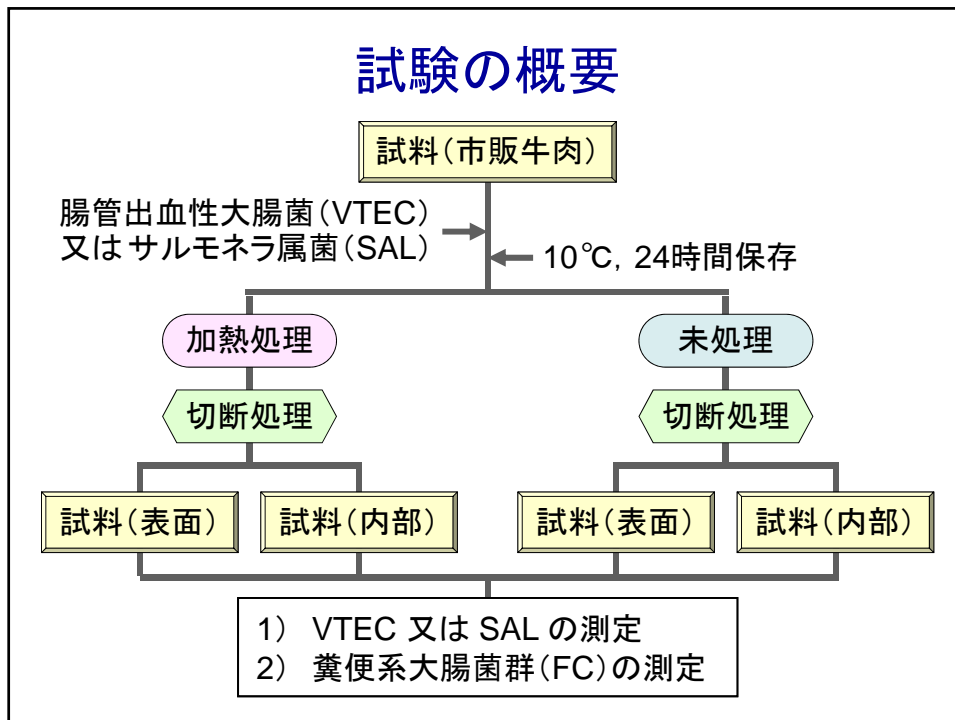 試験の概要
試料(市販牛肉)
腸管出血性大腸菌(VTEC)
又はサルモネラ属菌(SAL)
10℃,24時間保存
加熱処理
未処理
切断処理
切断処理
試料(表面)
試料(内部)
試料(表面)
試料(内部)
1) VTEC 又は SAL の測定
2) 糞便系大腸菌群(FC)の測定